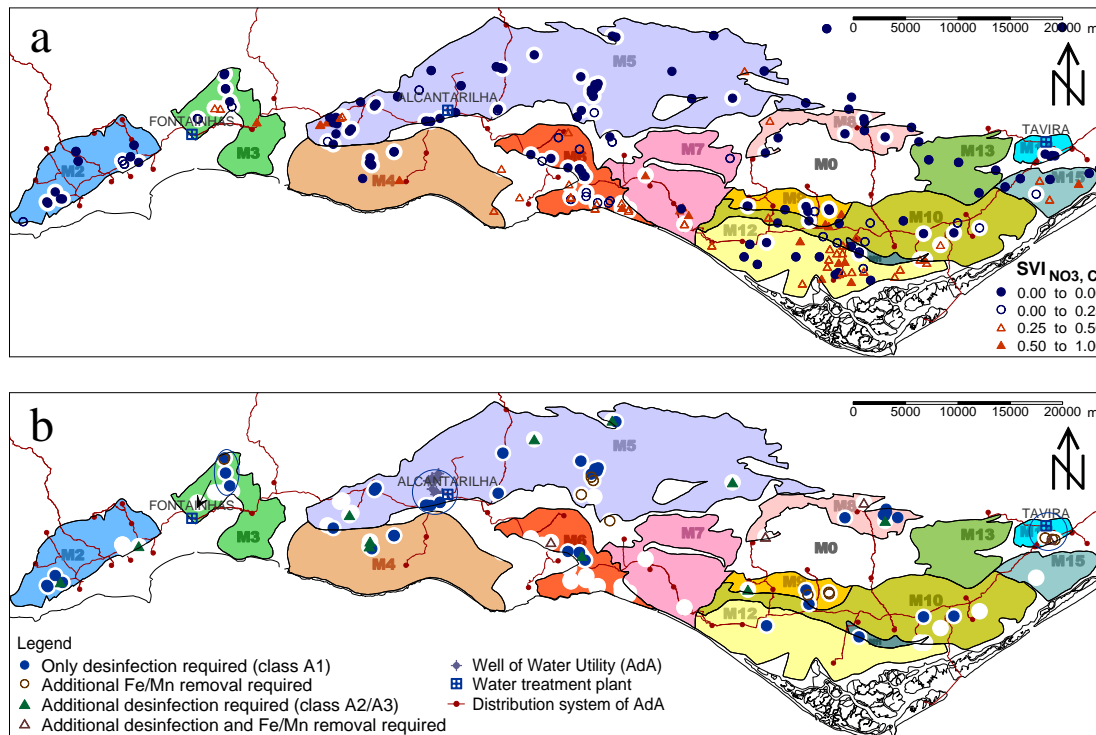 a
0 5000 10000 15000 20000 m
N
M5
ALCANTARILHA
FONTAINHAS
TAVIRA
M8
M2
M3
M7
M0
M13
M4
M15
M10
M12
SVI NO3, C
0.00 to 0.0
0.00 to 0.2
0.25 to 0.50
0.50 to 1.0
b
0 5000 10000 15000 20000 m
N
M5
ALCANTARILHA
FONTAINHAS
M8
TAVIRA
M7
M0
M13
M3
M2
M6
M4
M15
M10
M12
Legend
Only desinfection required (class A1)
Additional Fe/Mn removal required
Additional desinfection required (class A2/A3)
Additional desinfection and Fe/Mn removal required
Well of Water Utility (AdA)
Water treatment plant
Distribution system of AdA